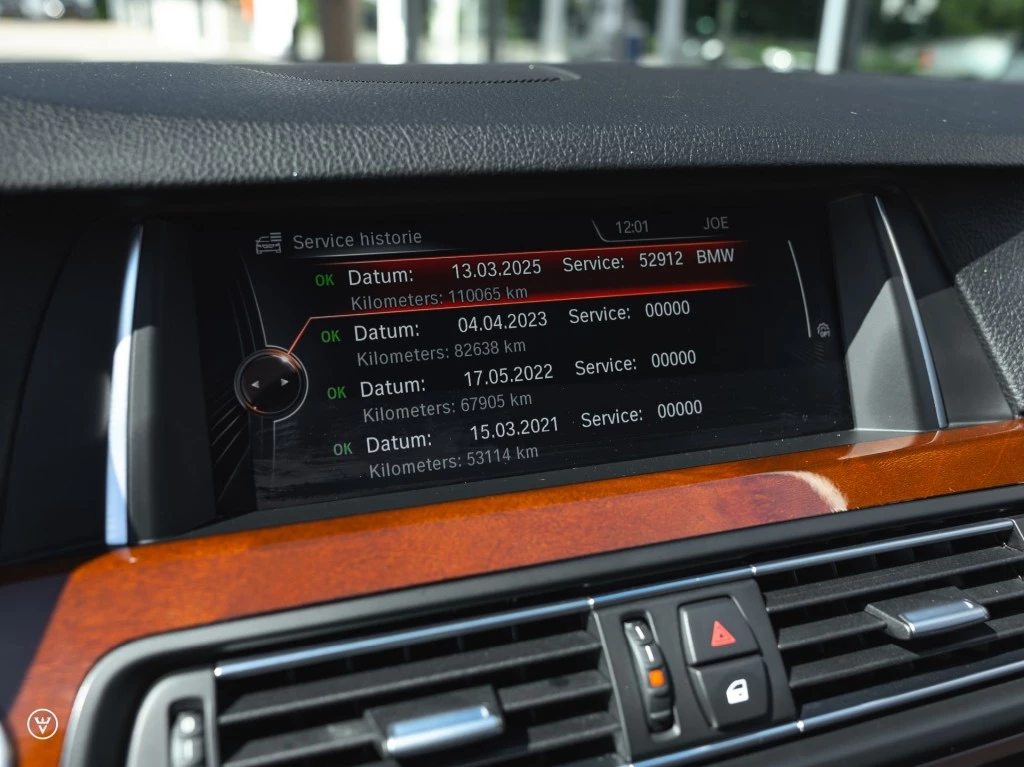 Service historie 12:01 JOE
OK Datum: 13.03.2025 Service: 52912 BMW
Kilometers: 110065 km
OK Datum: 04.04.2023 Service: 00000
Kilometers: 82638 km
OK Datum: 17.05.2022 Service: 00000
Kilometers: 67905 km
OK Datum: 15.03.2021 Service: 00000
Kilometers: 53114 km